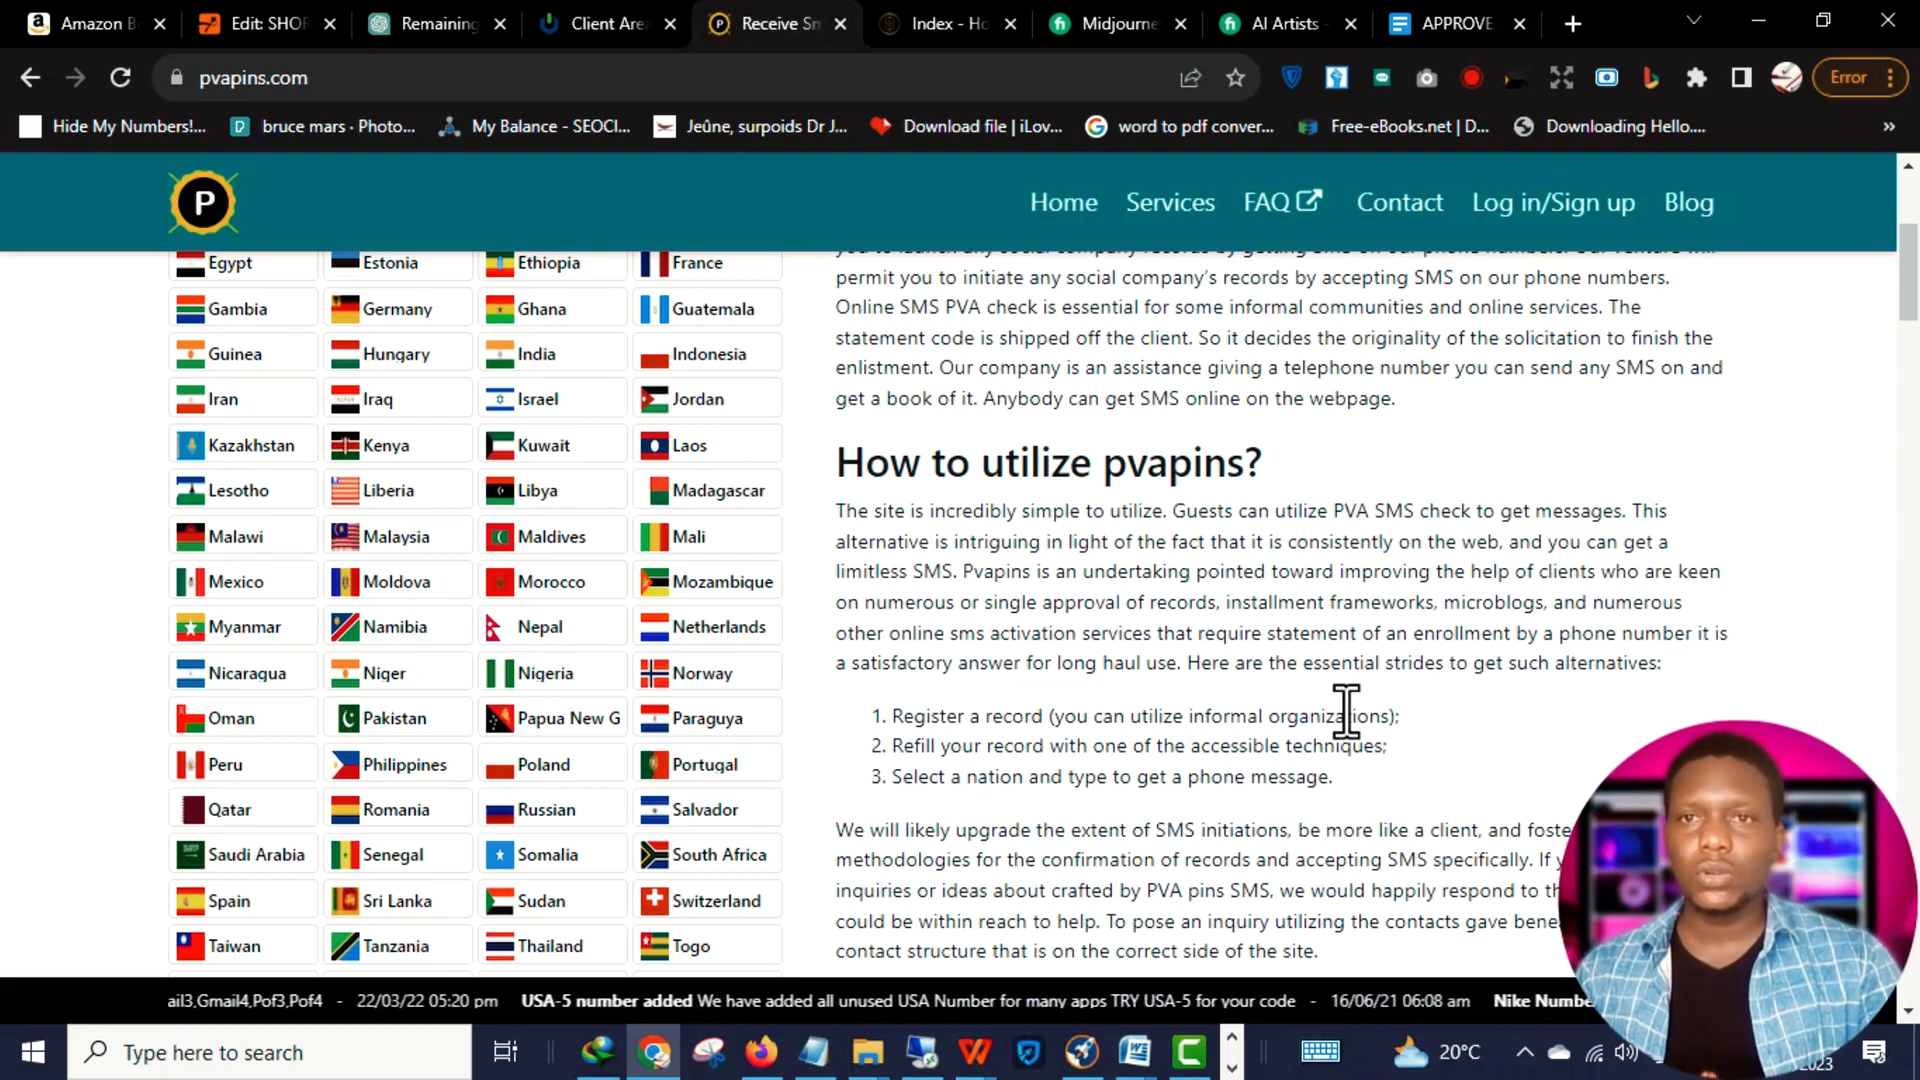 Amazon B
Edit: SHOR
Remaining
Client Area
Receive Sm
Index - Ho
Midjourne
AI Artists -
APPROVE
pvapins.com
Error
Hide My Numbers!...
bruce mars · Photo...
My Balance - SEOCl...
Jeûne, surpoids Dr J...
Download file | iLov...
word to pdf conver...
Free-eBooks.net | D...
Downloading Hello....
P
Home Services FAQ Contact Log in/Sign up Blog
Egypt Estonia Ethiopia France
Gambia Germany Ghana Guatemala
Guinea Hungary India Indonesia
Iran Iraq Israel Jordan
Kazakhstan Kenya Kuwait Laos
Lesotho Liberia Libya Madagascar
Malawi Malaysia Maldives Mali
Mexico Moldova Morocco Mozambique
Myanmar Namibia Nepal Netherlands
Nicaragua Niger Nigeria Norway
Oman Pakistan Papua New G Paraguya
Peru Philippines Poland Portugal
Qatar Romania Russian Salvador
Saudi Arabia Senegal Somalia South Africa
Spain Sri Lanka Sudan Switzerland
Taiwan Tanzania Thailand Togo
permit you to initiate any social company's records by accepting SMS on our phone numbers.
Online SMS PVA check is essential for some informal communities and online services. The
statement code is shipped off the client. So it decides the originality of the solicitation to finish the
enlistment. Our company is an assistance giving a telephone number you can send any SMS on and
get a book of it. Anybody can get SMS online on the webpage.
How to utilize pvapins?
The site is incredibly simple to utilize. Guests can utilize PVA SMS check to get messages. This
alternative is intriguing in light of the fact that it is consistently on the web, and you can get a
limitless SMS. Pvapins is an undertaking pointed toward improving the help of clients who are keen
on numerous or single approval of records, installment frameworks, microblogs, and numerous
other online sms activation services that require statement of an enrollment by a phone number it is
a satisfactory answer for long haul use. Here are the essential strides to get such alternatives:
1. Register a record (you can utilize informal organizations);
2. Refill your record with one of the accessible techniques;
3. Select a nation and type to get a phone message.
We will likely upgrade the extent of SMS initiations, be more like a client, and foste
methodologies for the confirmation of records and accepting SMS specifically. If y
inquiries or ideas about crafted by PVA pins SMS, we would happily respond to th
could be within reach to help. To pose an inquiry utilizing the contacts gave bene
contact structure that is on the correct side of the site.
ail3,Gmail4,Pof3,Pof4 - 22/03/22 05:20 pm USA-5 number added We have added all unused USA Number for many apps TRY USA-5 for your code - 16/06/21 06:08 am Nike Numbe
Type here to search
20°C
2023